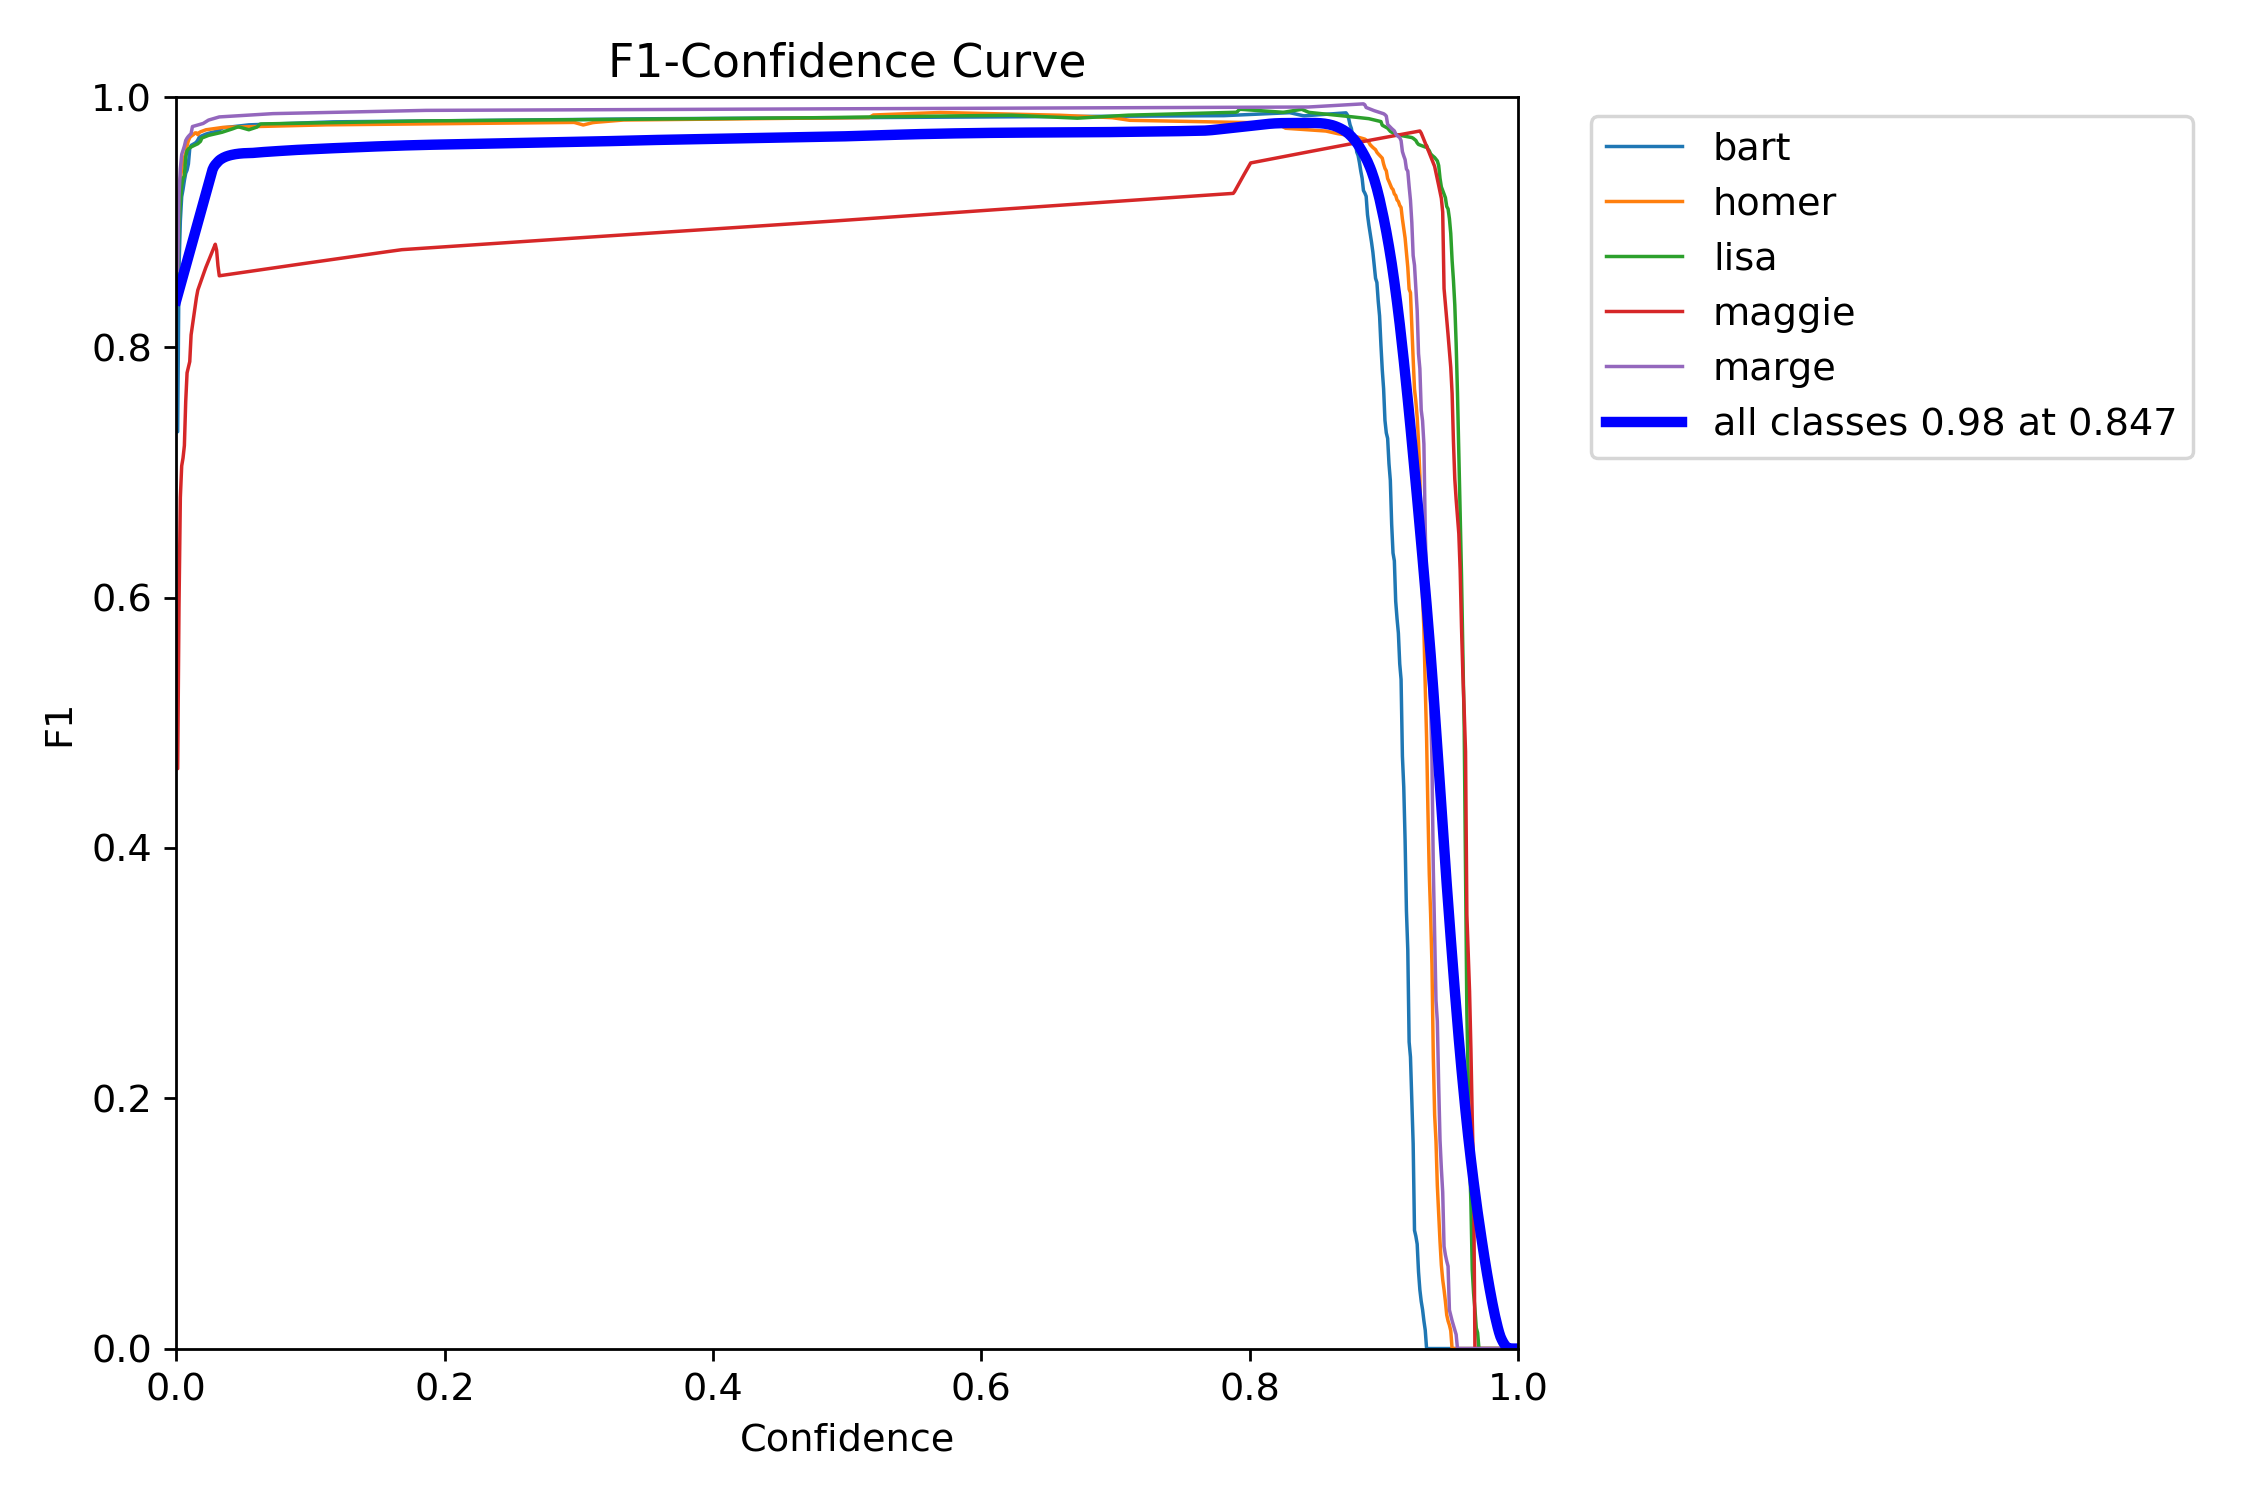 F1-Confidence Curve
1.0
0.8
0.6
0.4
0.2
0.0
F1
0.0 0.2 0.4 0.6 0.8 1.0
Confidence
bart
homer
lisa
maggie
marge
all classes 0.98 at 0.847